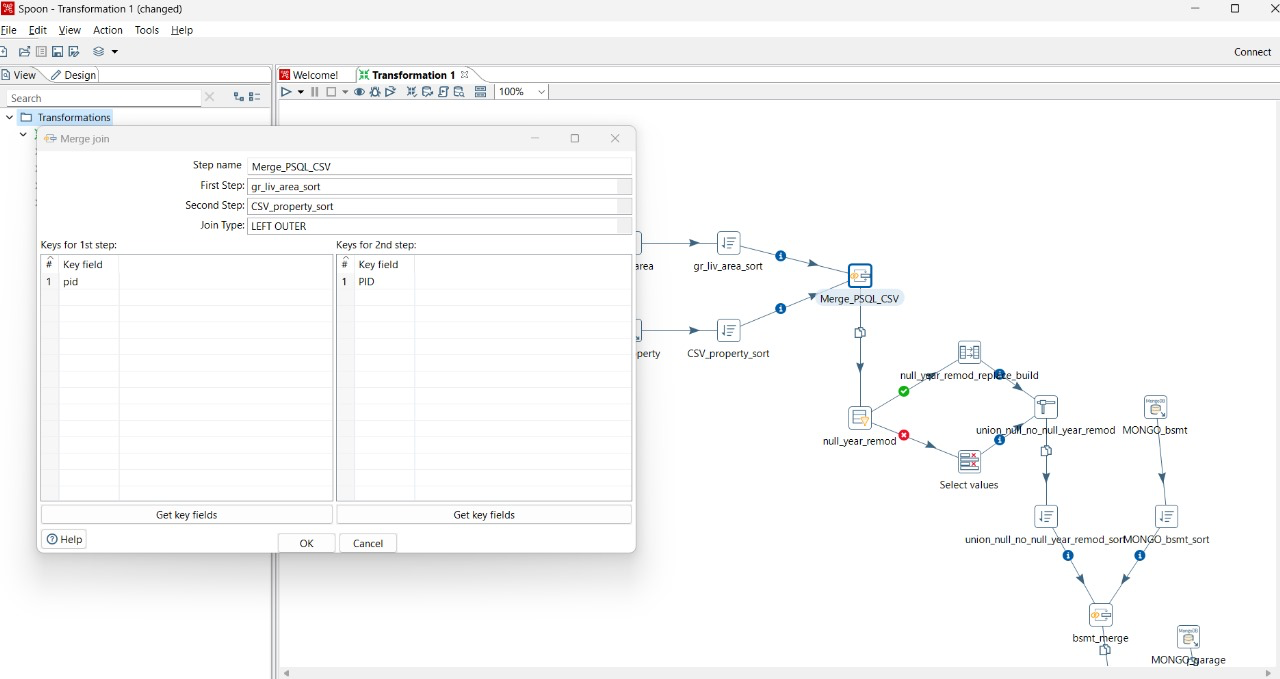 Spoon - Transformation 1 (changed)
File Edit View Action Tools Help
Connect
View Design
Welcome! Transformation 1
Search
100%
Transformations
Merge join
Step name Merge_PSQL_CSV
First Step: gr_liv_area_sort
Second Step: CSV_property_sort
Join Type: LEFT OUTER
Keys for 1st step: Keys for 2nd step:
# Key field # Key field
1 pid 1 PID
Get key fields Get key fields
Help OK Cancel
area gr_liv_area_sort
Merge_PSQL_CSV
perty CSV_property_sort
null_year_remod_replace_build
null_year_remod
union_null_no_null_year_remod MONGO_bsmt
Select values
union_null_no_null_year_remod_sort MONGO_bsmt_sort
bsmt_merge
MONGO_garage